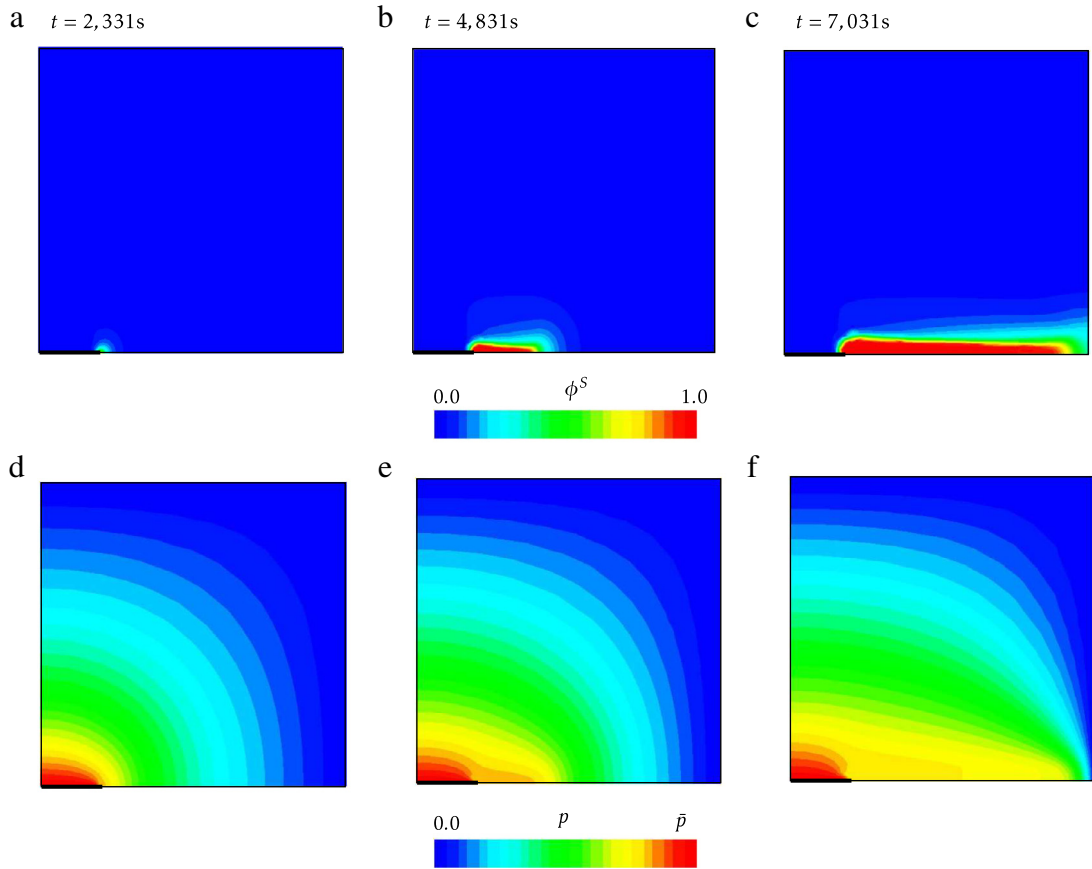 a t = 2,331s b t = 4,831s c t = 7,031s
ϕ^S
0.0 1.0
d e f
0.0 p p̄